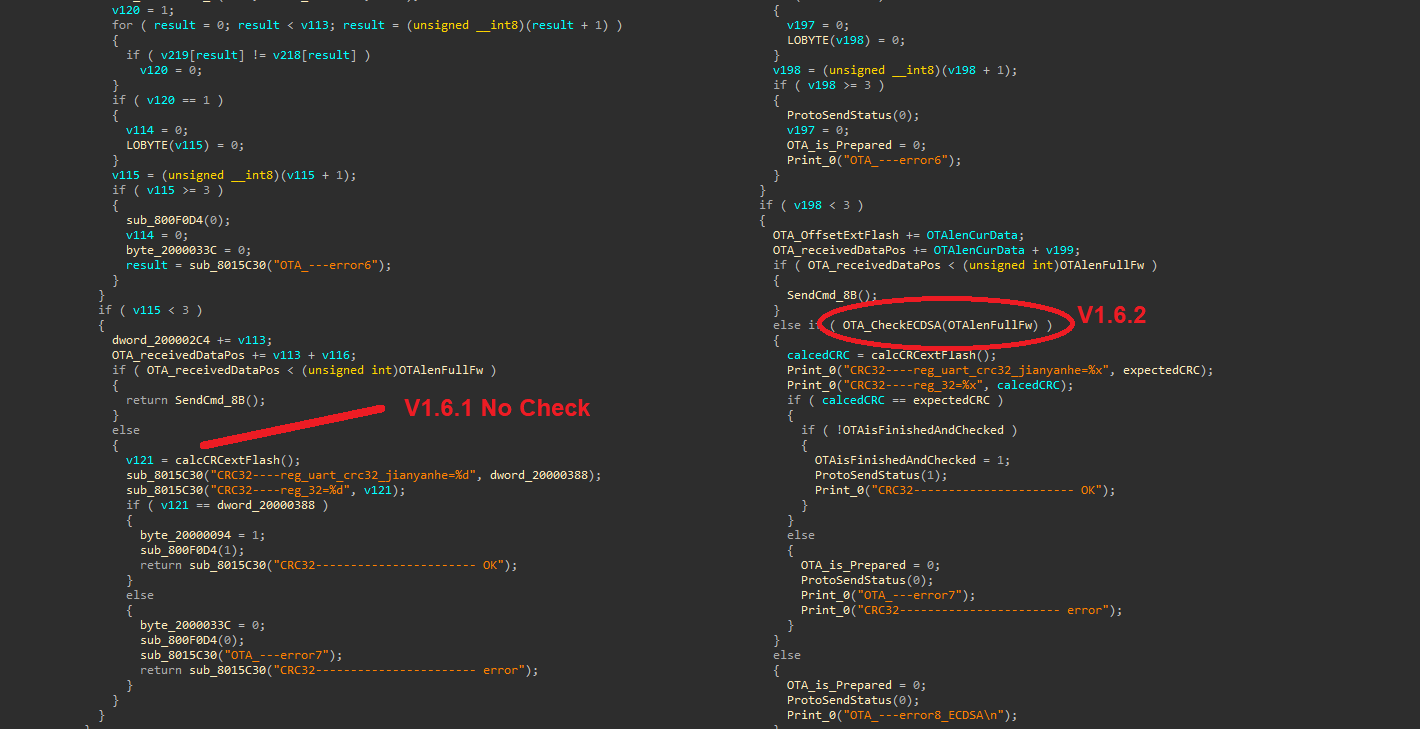 v120 = 1;
for ( result = 0; result < v113; result = (unsigned __int8)(result + 1) )
{
if ( v219[result] != v218[result] )
v120 = 0;
}
if ( v120 == 1 )
{
v114 = 0;
LOBYTE(v115) = 0;
}
v115 = (unsigned __int8)(v115 + 1);
if ( v115 >= 3 )
{
sub_800F0D4(0);
v114 = 0;
byte_2000033C = 0;
result = sub_8015C30("OTA_---error6");
}
}
if ( v115 < 3 )
{
dword_200002C4 += v113;
OTA_receivedDataPos += v113 + v116;
if ( OTA_receivedDataPos < (unsigned int)OTAlenFullFw )
{
return SendCmd_8B();
}
else
{
V1.6.1 No Check
v121 = calcCRCextFlash();
sub_8015C30("CRC32----reg_uart_crc32_jianyanhe=%d", dword_20000388);
sub_8015C30("CRC32----reg_32=%d", v121);
if ( v121 == dword_20000388 )
{
byte_20000094 = 1;
sub_800F0D4(1);
return sub_8015C30("CRC32----------------------- OK");
}
else
{
byte_2000033C = 0;
sub_800F0D4(0);
sub_8015C30("OTA_---error7");
return sub_8015C30("CRC32----------------------- error");
}
}
}
}
{
v197 = 0;
LOBYTE(v198) = 0;
}
v198 = (unsigned __int8)(v198 + 1);
if ( v198 >= 3 )
{
ProtoSendStatus(0);
v197 = 0;
OTA_is_Prepared = 0;
Print_0("OTA_---error6");
}
}
if ( v198 < 3 )
{
OTA_OffsetExtFlash += OTAlenCurData;
OTA_receivedDataPos += OTAlenCurData + v199;
if ( OTA_receivedDataPos < (unsigned int)OTAlenFullFw )
{
SendCmd_8B();
}
else if ( OTA_CheckECDSA(OTAlenFullFw) )
V1.6.2
{
calcedCRC = calcCRCextFlash();
Print_0("CRC32----reg_uart_crc32_jianyanhe=%x", expectedCRC);
Print_0("CRC32----reg_32=%x", calcedCRC);
if ( calcedCRC == expectedCRC )
{
if ( !OTAisFinishedAndChecked )
{
OTAisFinishedAndChecked = 1;
ProtoSendStatus(1);
Print_0("CRC32----------------------- OK");
}
}
else
{
OTA_is_Prepared = 0;
ProtoSendStatus(0);
Print_0("OTA_---error7");
Print_0("CRC32----------------------- error");
}
}
else
{
OTA_is_Prepared = 0;
ProtoSendStatus(0);
Print_0("OTA_---error8_ECDSA\n");